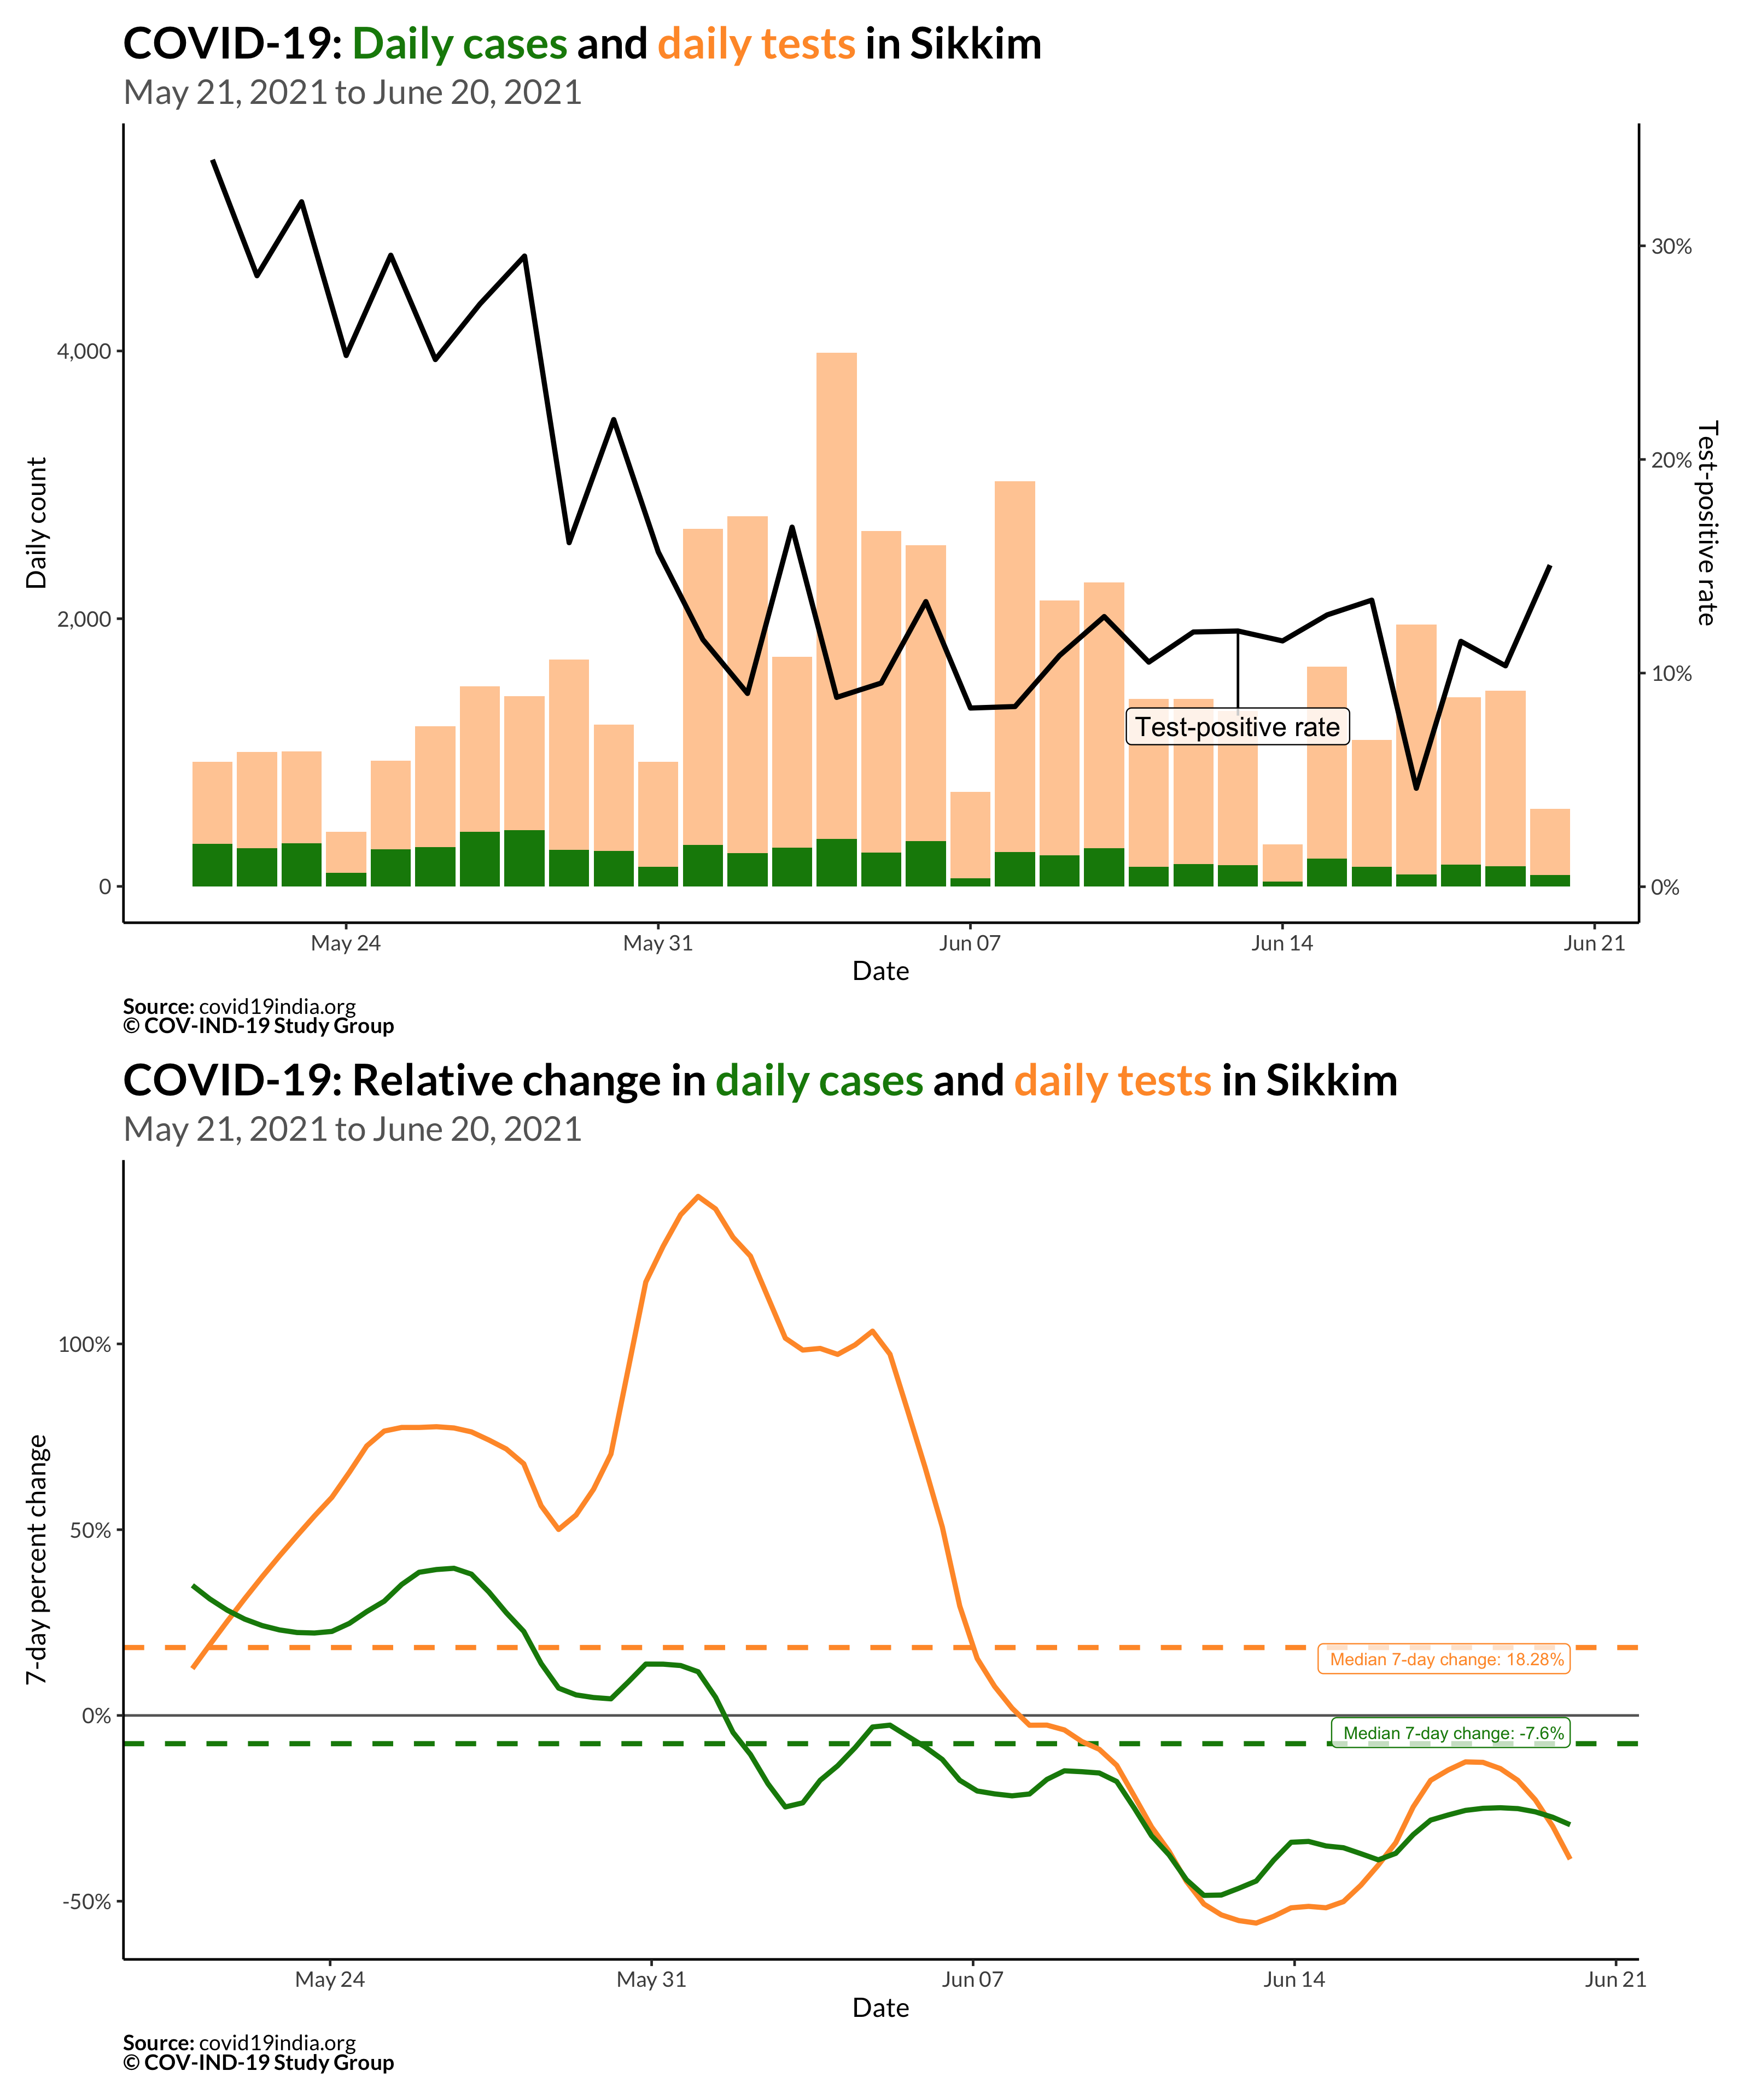 COVID-19: Daily cases and daily tests in Sikkim
May 21, 2021 to June 20, 2021
Daily count
4,000
2,000
0
30%
20%
10%
0%
Test-positive rate
Test-positive rate
May 24
May 31
Jun 07
Jun 14
Jun 21
Date
Source: covid19india.org
© COV-IND-19 Study Group
COVID-19: Relative change in daily cases and daily tests in Sikkim
May 21, 2021 to June 20, 2021
7-day percent change
100%
50%
0%
-50%
Median 7-day change: 18.28%
Median 7-day change: -7.6%
May 24
May 31
Jun 07
Jun 14
Jun 21
Date
Source: covid19india.org
© COV-IND-19 Study Group